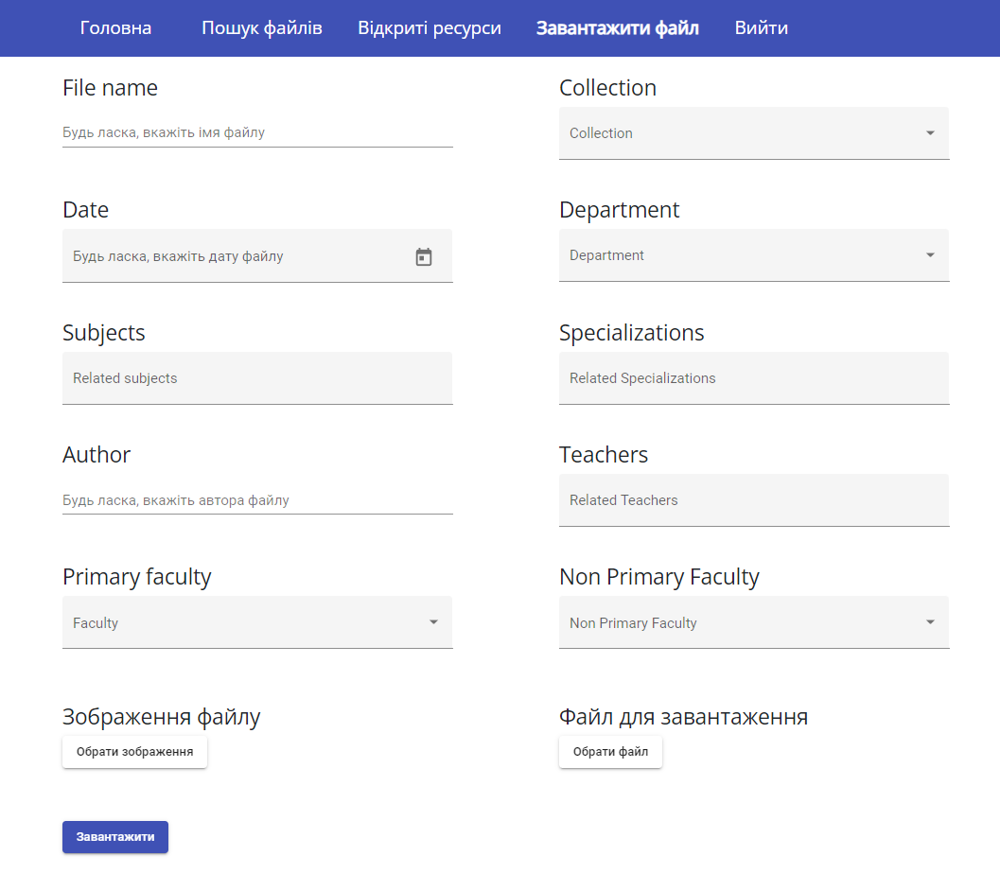 Головна Пошук файлів Відкриті ресурси Завантажити файл Вийти
File name
Будь ласка, вкажіть імя файлу
Collection
Collection
Date
Будь ласка, вкажіть дату файлу
Department
Department
Subjects
Related subjects
Specializations
Related Specializations
Author
Будь ласка, вкажіть автора файлу
Teachers
Related Teachers
Primary faculty
Faculty
Non Primary Faculty
Non Primary Faculty
Зображення файлу
Обрати зображення
Файл для завантаження
Обрати файл
Завантажити